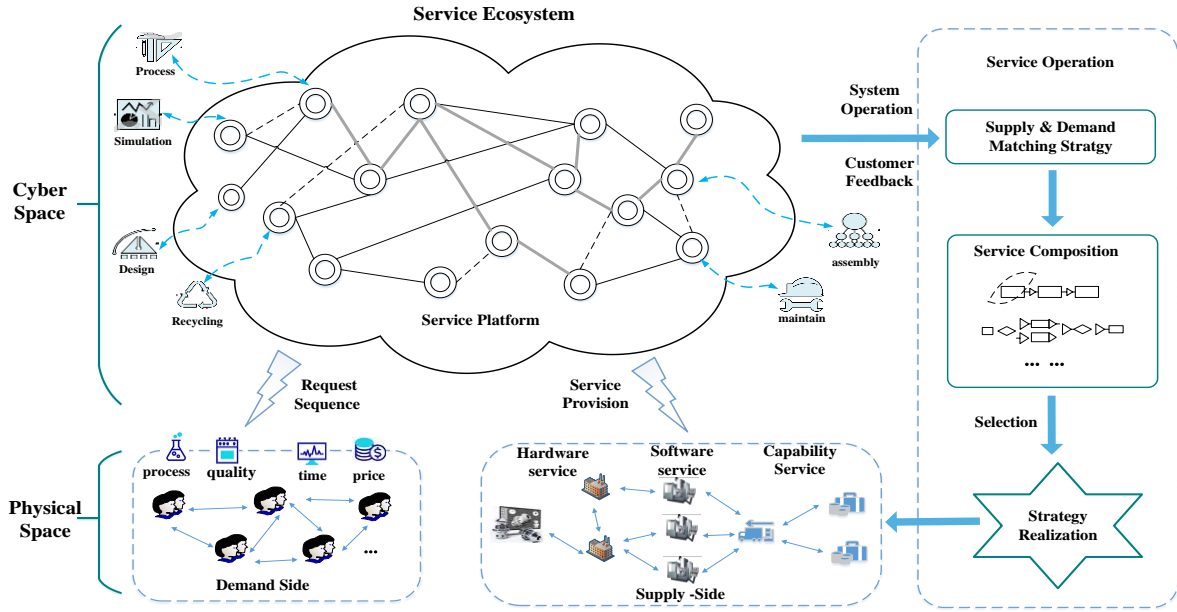 Service Ecosystem
Process
Simulation
Design
Recycling
Service Platform
assembly
maintain
Cyber
Space
System
Operation
Customer
Feedback
Service Operation
Supply & Demand
Matching Stratgy
Service Composition
... ...
Selection
Strategy
Realization
Request
Sequence
Service
Provision
Physical
Space
process
quality
time
price
...
Demand Side
Hardware
service
Software
service
Capability
Service
Supply -Side